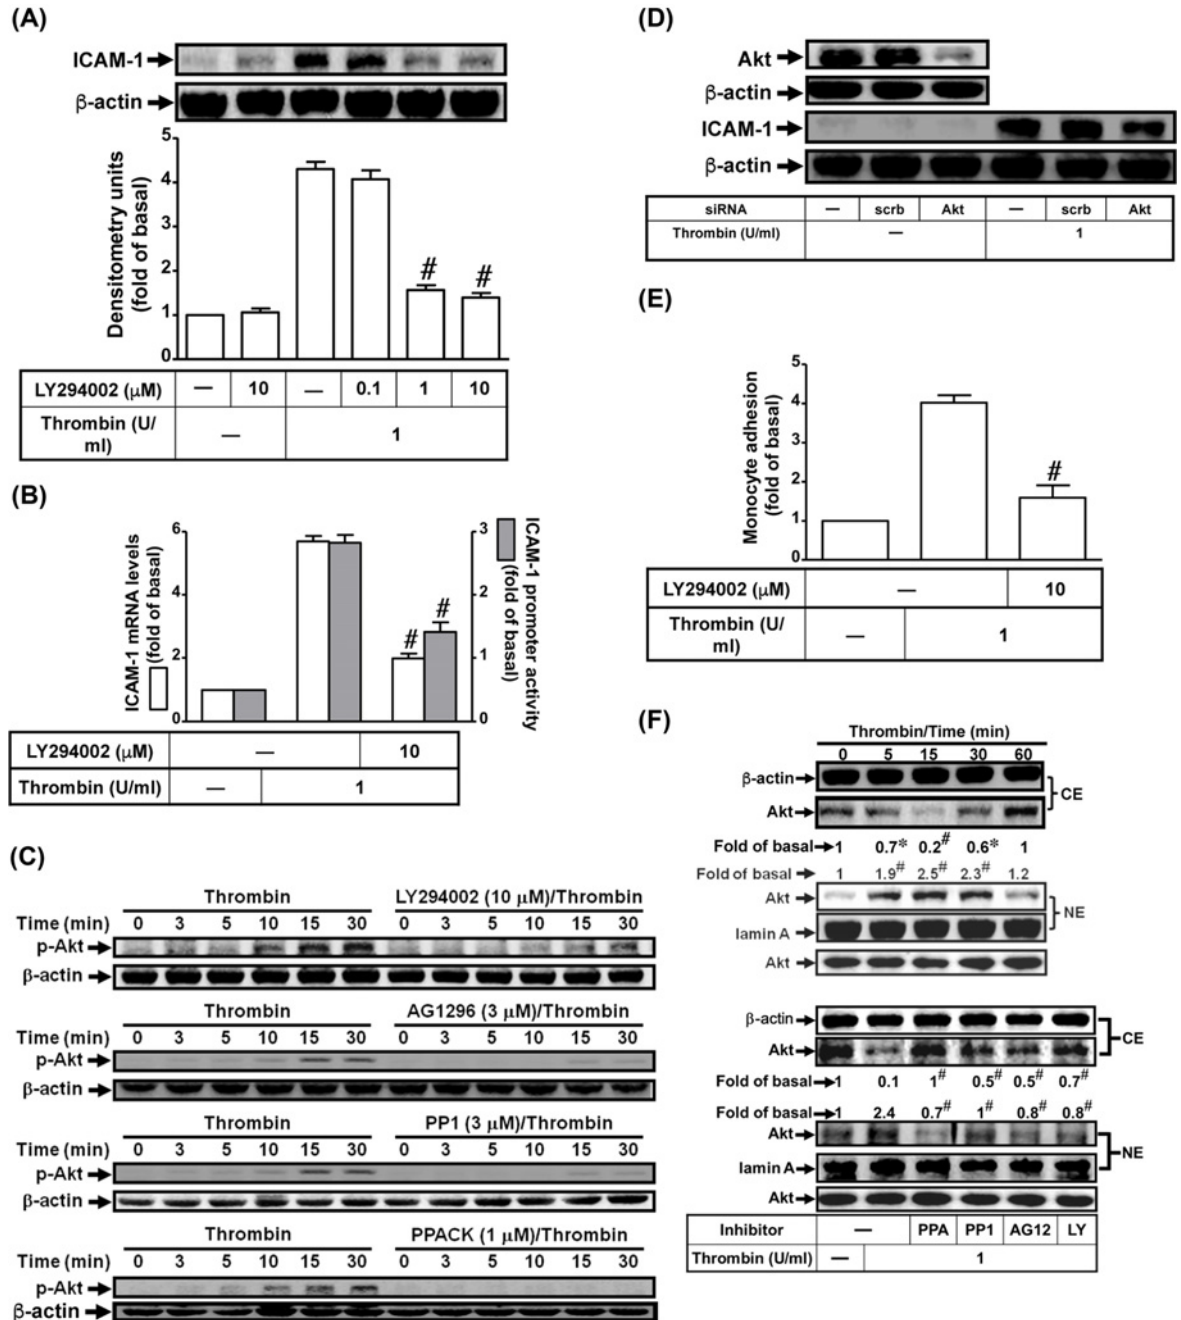 (A)
ICAM-1
β-actin
Densitometry units
(fold of basal)
5
4
3
2
1
0
# #
LY294002 (μM) — 10 — 0.1 1 10
Thrombin (U/
ml) — 1
(B)
ICAM-1 mRNA levels
(fold of basal)
6
4
2
0
# #
3
2
1
0
ICAM-1 promoter activity
(fold of basal)
LY294002 (μM) — 10
Thrombin (U/ml) — 1
(C)
Thrombin LY294002 (10 μM)/Thrombin
Time (min) 0 3 5 10 15 30 0 3 5 10 15 30
p-Akt
β-actin
Thrombin AG1296 (3 μM)/Thrombin
Time (min) 0 3 5 10 15 30 0 3 5 10 15 30
p-Akt
β-actin
Thrombin PP1 (3 μM)/Thrombin
Time (min) 0 3 5 10 15 30 0 3 5 10 15 30
p-Akt
β-actin
Thrombin PPACK (1 μM)/Thrombin
Time (min) 0 3 5 10 15 30 0 3 5 10 15 30
p-Akt
β-actin
(D)
Akt
β-actin
ICAM-1
β-actin
siRNA — scrb Akt — scrb Akt
Thrombin (U/ml) — 1
(E)
Monocyte adhesion
(fold of basal)
5
4
3
2
1
0
#
LY294002 (μM) — 10
Thrombin (U/
ml) — 1
(F)
Thrombin/Time (min)
0 5 15 30 60
β-actin
CE
Akt
Fold of basal 1 0.7* 0.2# 0.6* 1
Fold of basal 1 1.9# 2.5# 2.3# 1.2
Akt
NE
lamin A
Akt
β-actin
CE
Akt
Fold of basal 1 0.1 1# 0.5# 0.5# 0.7#
Fold of basal 1 2.4 0.7# 1# 0.8# 0.8#
Akt
NE
lamin A
Akt
Inhibitor — PPA PP1 AG12 LY
Thrombin (U/ml) — 1